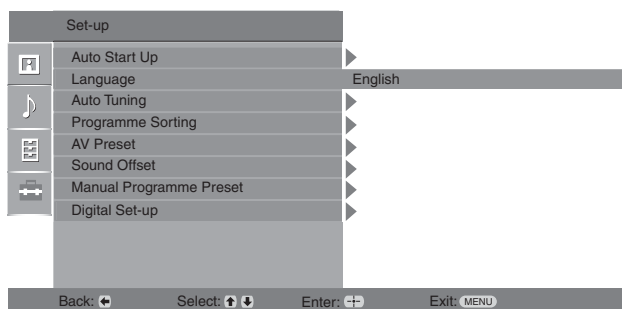 Set-up
Auto Start Up
Language English
Auto Tuning
Programme Sorting
AV Preset
Sound Offset
Manual Programme Preset
Digital Set-up
Back: Select: Enter: Exit: MENU